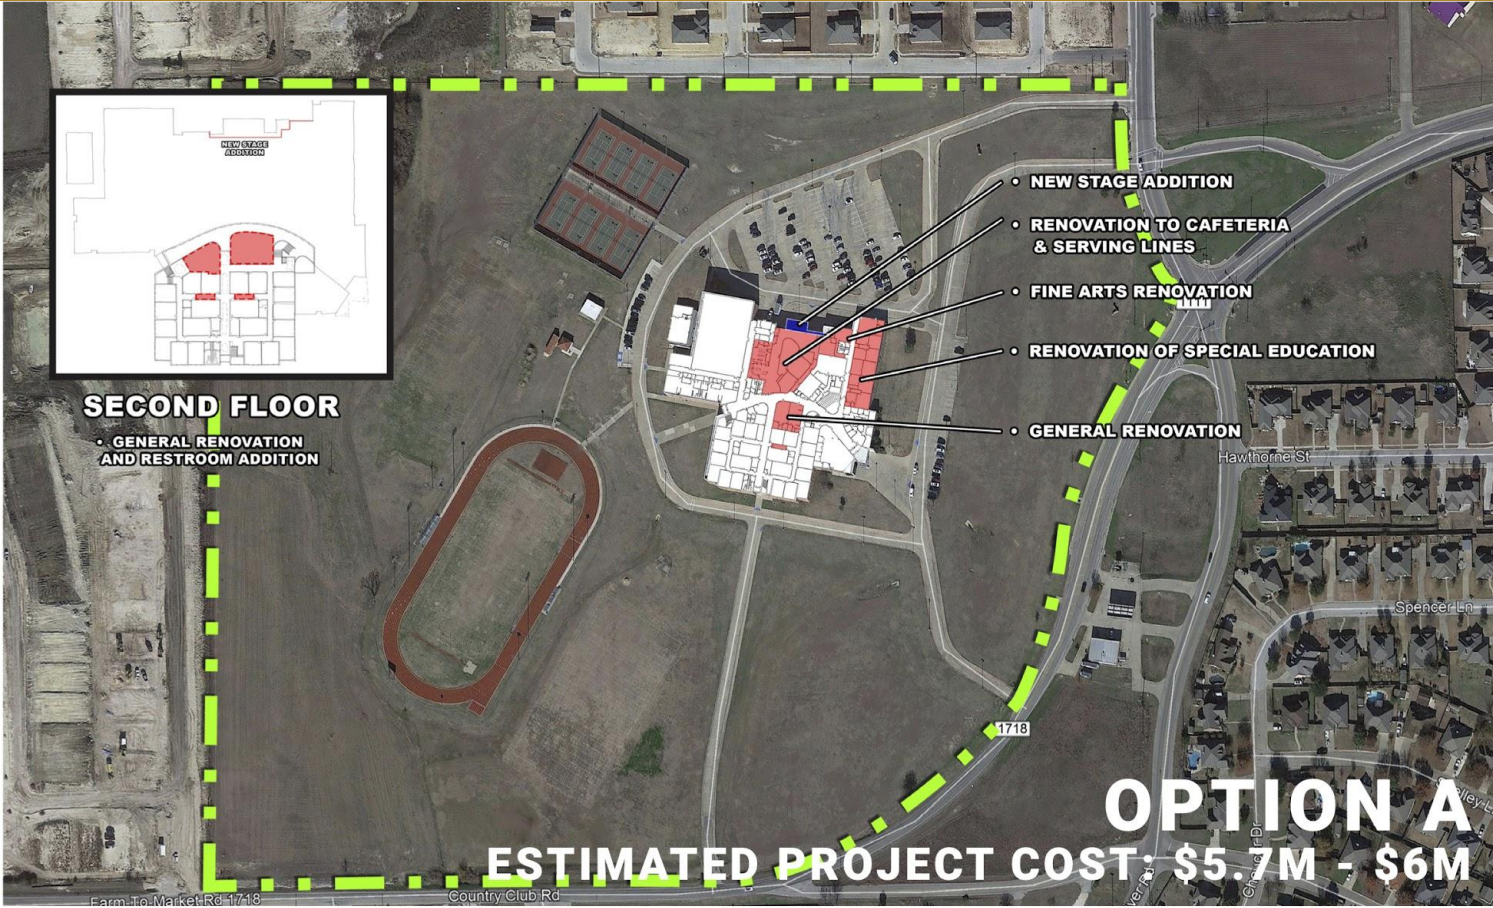 NEW STAGE
ADDITION
SECOND FLOOR
• GENERAL RENOVATION
AND RESTROOM ADDITION
• NEW STAGE ADDITION
• RENOVATION TO CAFETERIA
& SERVING LINES
• FINE ARTS RENOVATION
• RENOVATION OF SPECIAL EDUCATION
• GENERAL RENOVATION
Hawthorne St
Spencer Ln
1718
OPTION A
ESTIMATED PROJECT COST: $5.7M - $6M
Farm To Market Rd 1718
Country Club Rd